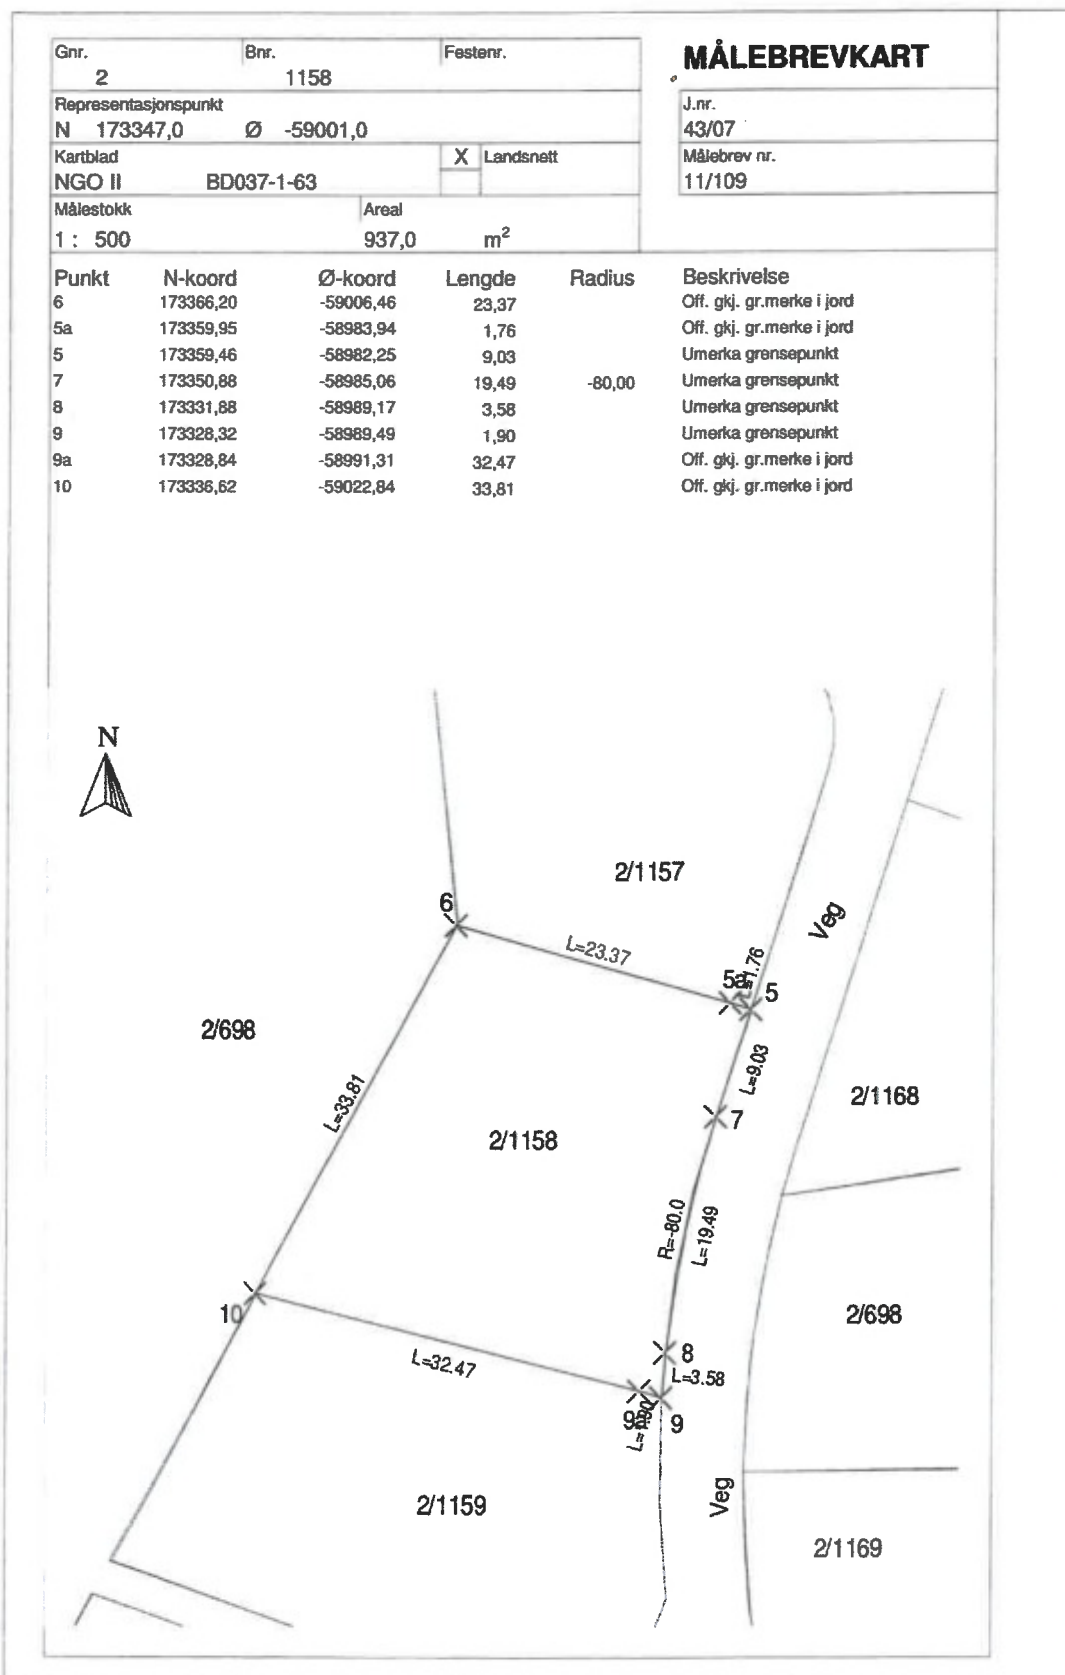 MÅLEBREVKART
Gnr. Bnr. Festenr.
2 1158
Representasjonspunkt
N 173347,0 Ø -59001,0
J.nr.
43/07
Kartblad X Landsnett
NGO II BD037-1-63
Målebrev nr.
11/109
Målestokk Areal
1 : 500 937,0 m²
Punkt N-koord Ø-koord Lengde Radius Beskrivelse
6 173366,20 -59006,46 23,37 Off. gkj. gr.merke i jord
5a 173359,95 -58983,94 1,76 Off. gkj. gr.merke i jord
5 173359,46 -58982,25 9,03 Umerka grensepunkt
7 173350,88 -58985,06 19,49 -80,00 Umerka grensepunkt
8 173331,88 -58989,17 3,58 Umerka grensepunkt
9 173328,32 -58989,49 1,90 Umerka grensepunkt
9a 173328,84 -58991,31 32,47 Off. gkj. gr.merke i jord
10 173336,62 -59022,84 33,81 Off. gkj. gr.merke i jord
N
2/1157
6
Veg
L=23.37
L=1.76
5a
5
2/698
L=9.03
2/1168
L=33.81
7
2/1158
R=-80.0
L=19.49
10
2/698
8
L=32.47
L=3.58
9a
9
L=1.90
Veg
2/1159
2/1169